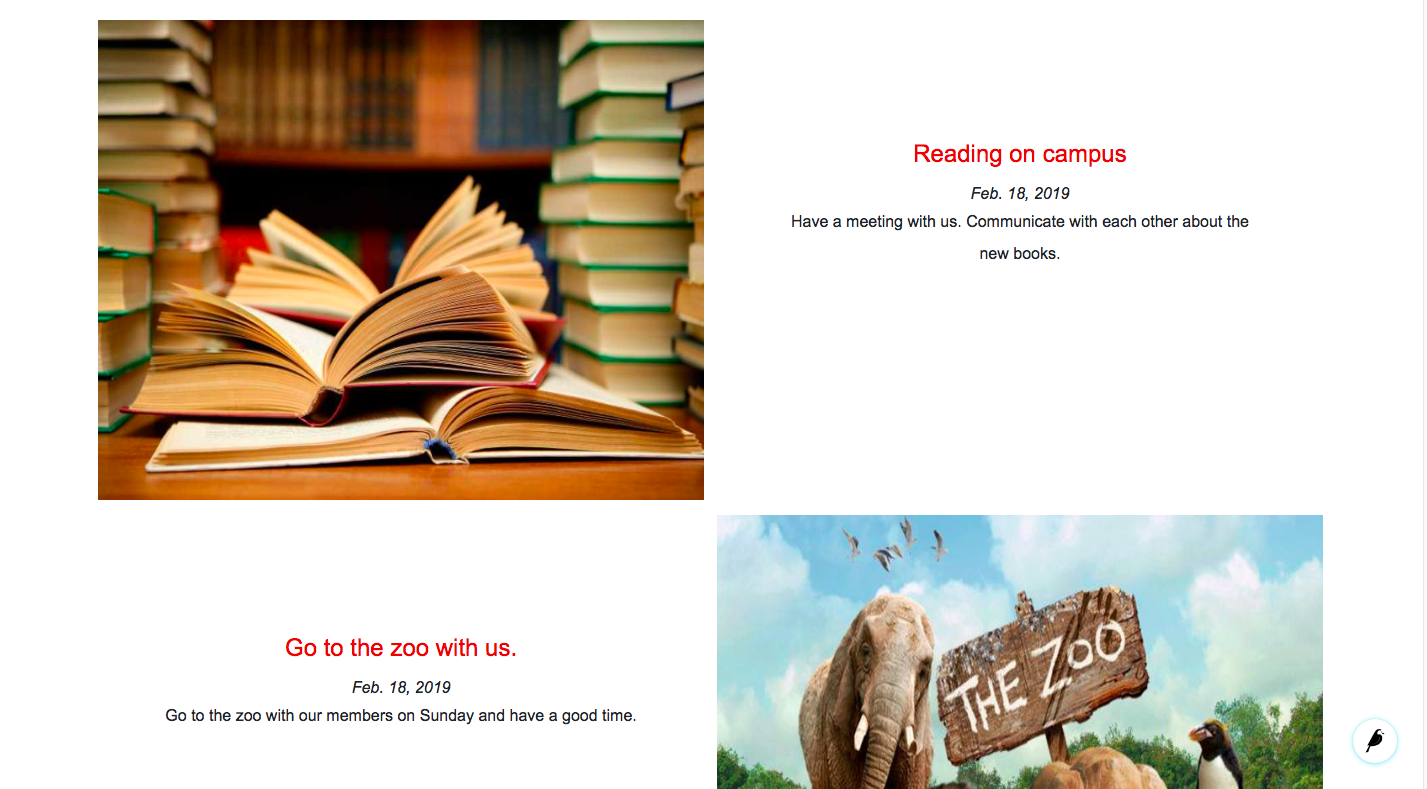 Reading on campus
Feb. 18, 2019
Have a meeting with us. Communicate with each other about the
new books.
Go to the zoo with us.
Feb. 18, 2019
Go to the zoo with our members on Sunday and have a good time.
THE ZOO